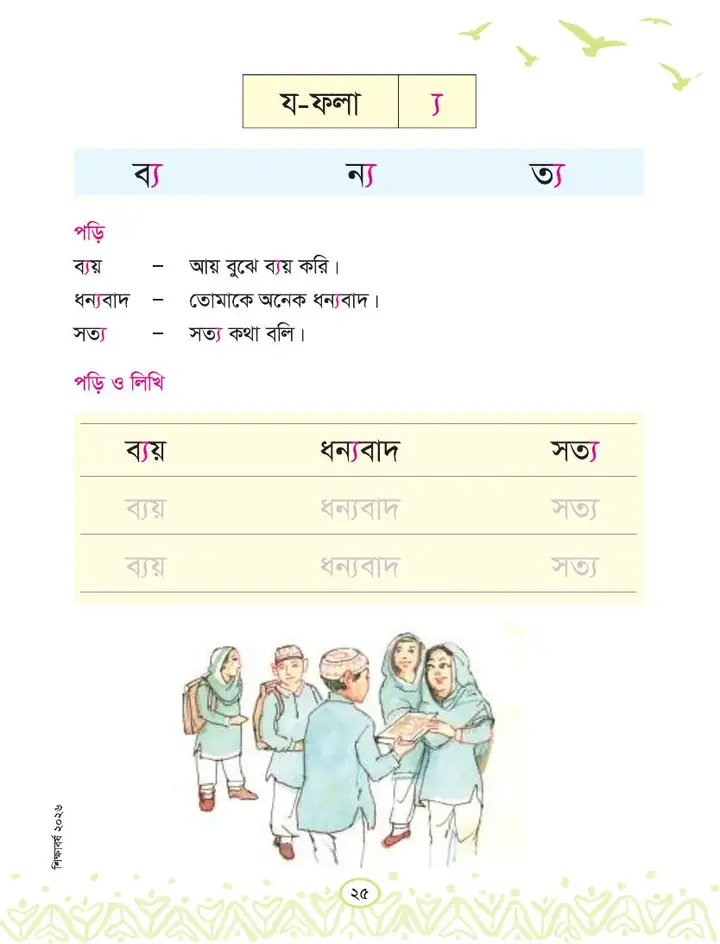 য-ফলা ্য
ব্য ন্য ত্য
পড়ি
ব্যয় – আয় বুঝে ব্যয় করি।
ধন্যবাদ – তোমাকে অনেক ধন্যবাদ।
সত্য – সত্য কথা বলি।
পড়ি ও লিখি
ব্যয় ধন্যবাদ সত্য
ব্যয় ধন্যবাদ সত্য
ব্যয় ধন্যবাদ সত্য
শিক্ষাবর্ষ ২০২৬
২৫